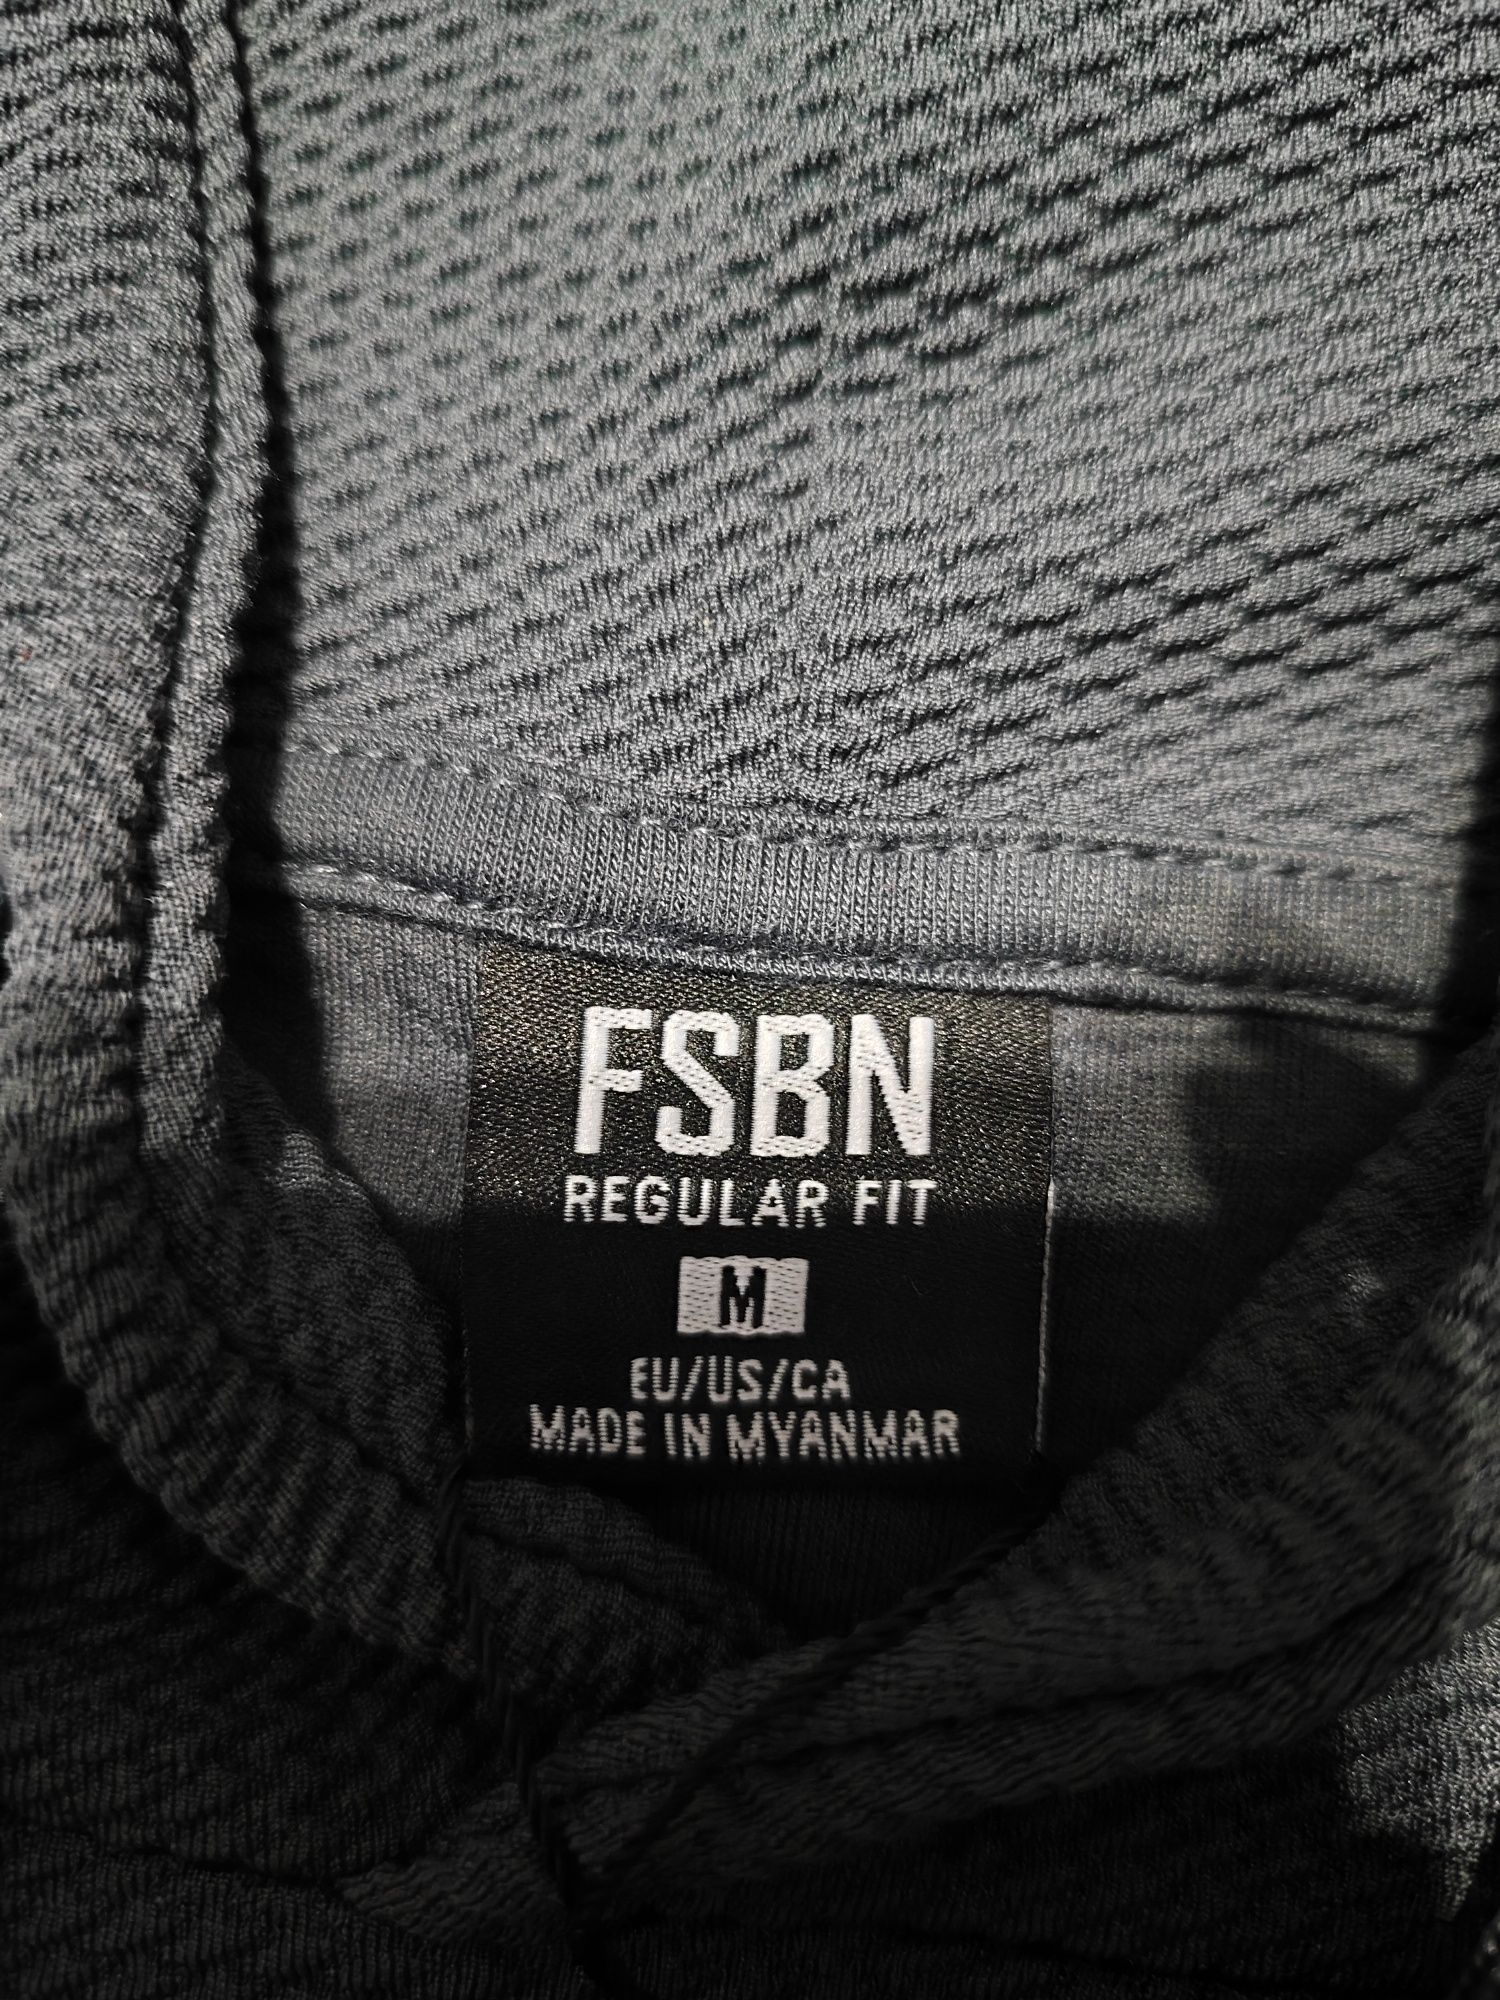 FSBN
REGULAR FIT
M
EU/US/CA
MADE IN MYANMAR